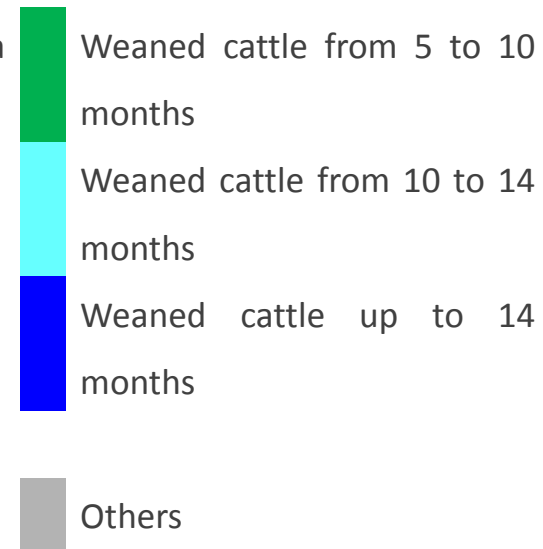 Weaned cattle from 5 to 10
months
Weaned cattle from 10 to 14
months
Weaned cattle up to 14
months
Others